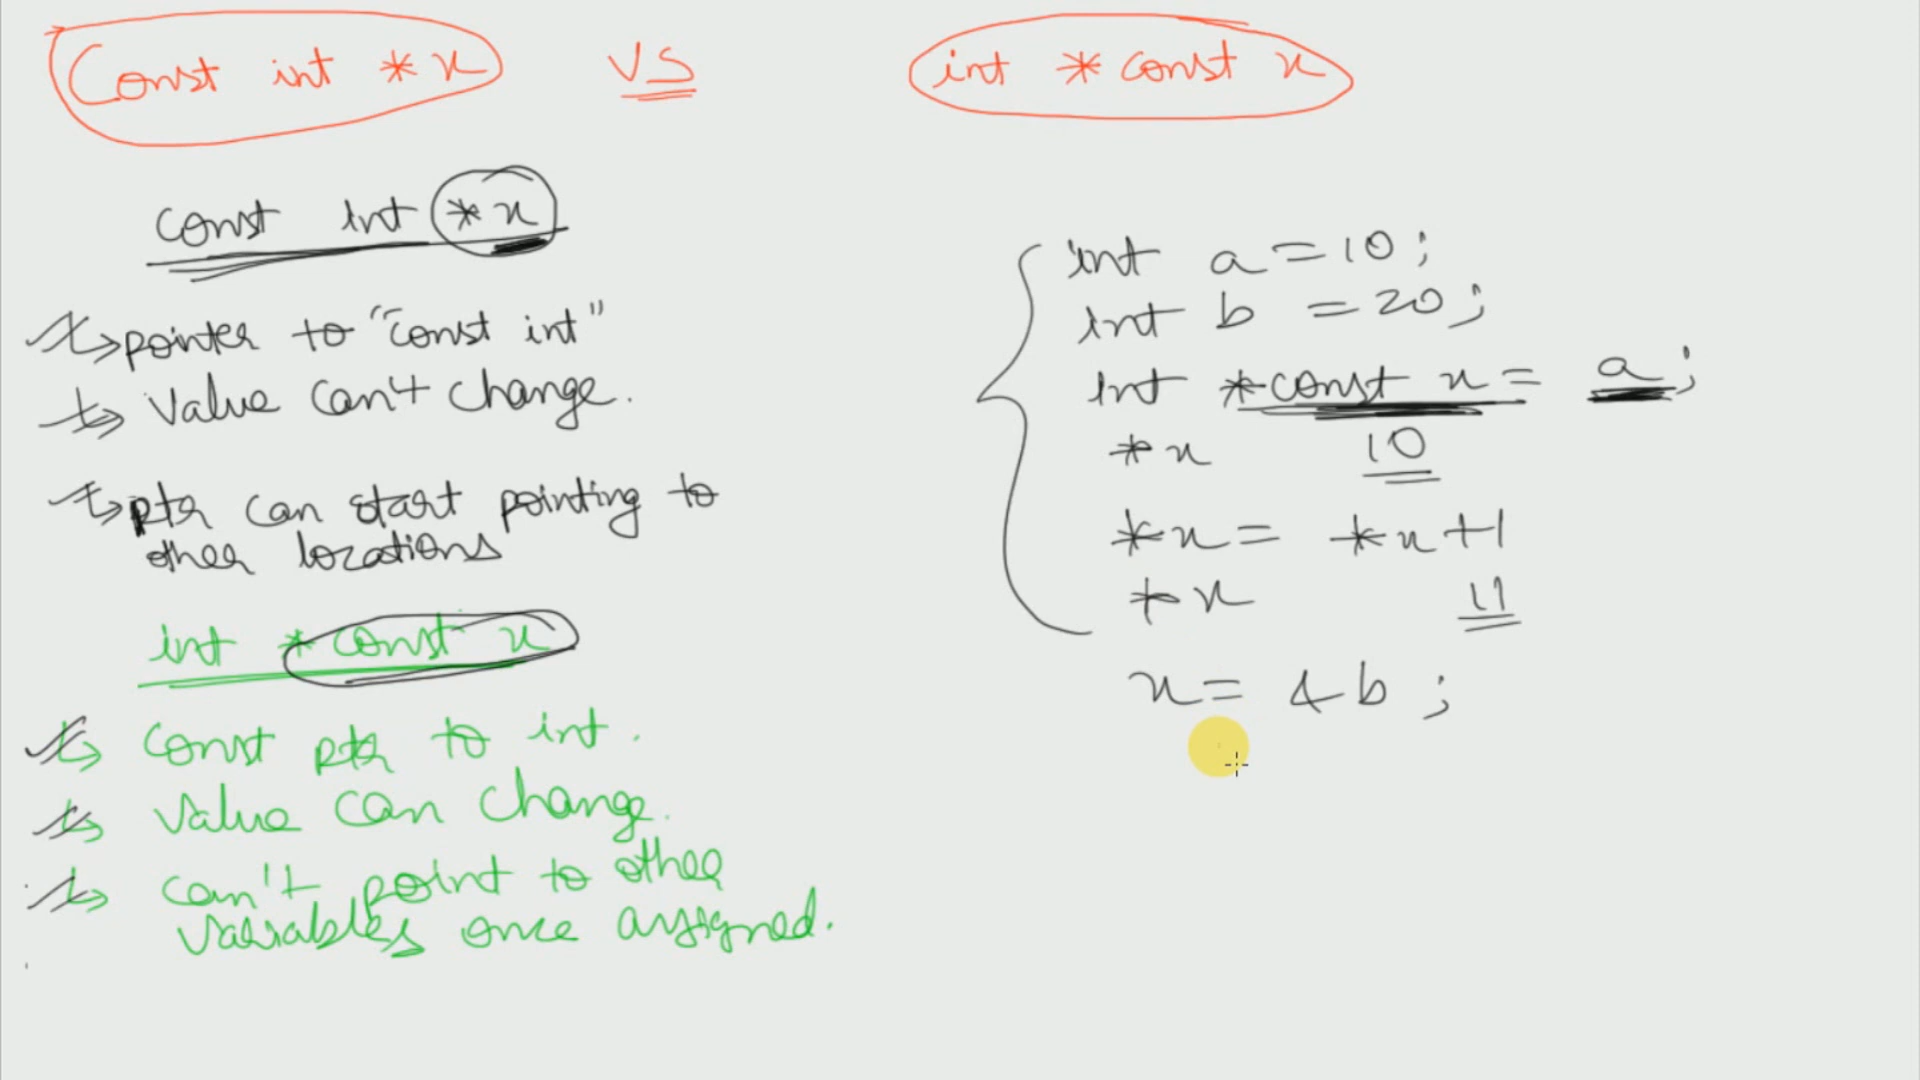 Const int *x VS int *const x
const int *x
pointer to "const int"
Value can't change.
ptr can start pointing to
other locations
int *const x
const ptr to int.
value can change.
can't point to other
variables once assigned.
int a=10;
int b =20;
int *const x = a;
*x 10
*x= *x+1
*x 11
x= &b ;